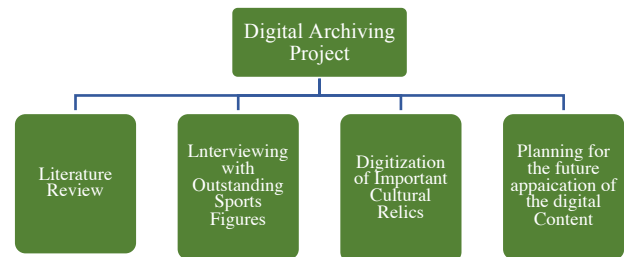 Digital Archiving
Project
Literature
Review
Lnterviewing
with
Outstanding
Sports
Figures
Digitization
of Important
Cultural
Relics
Planning for
the future
appaication of
the digital
Content